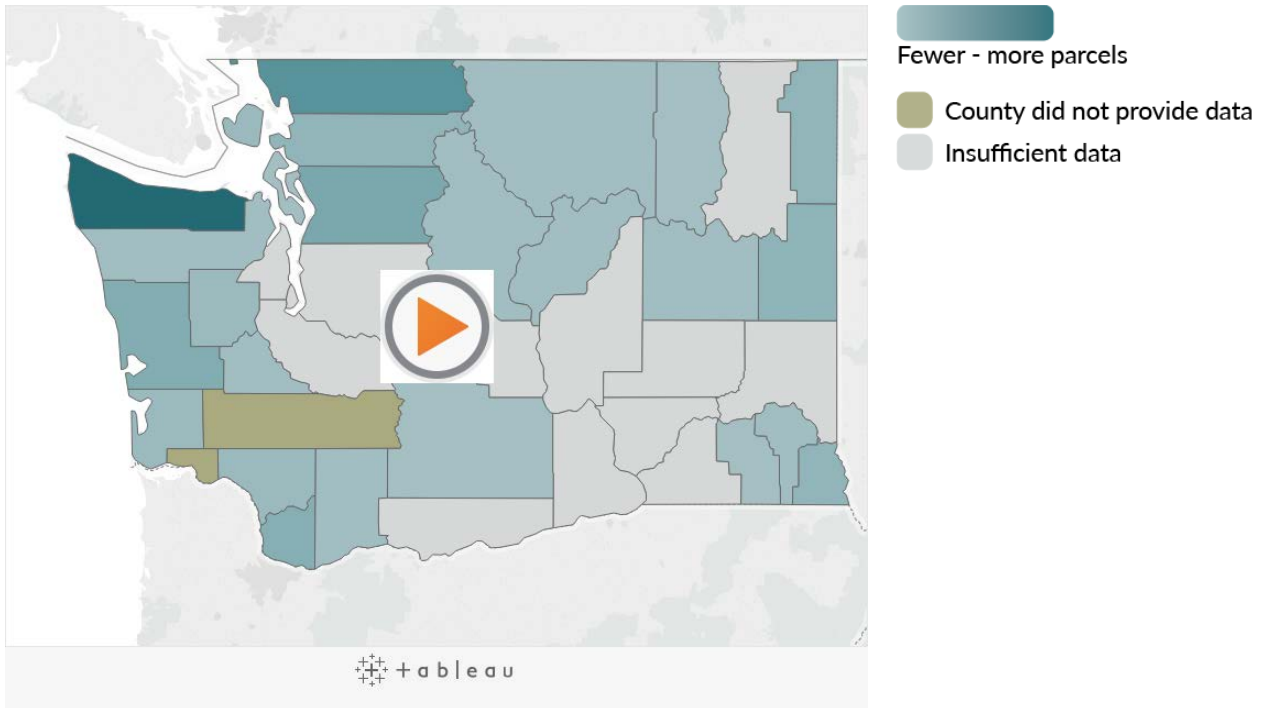 Fewer - more parcels
County did not provide data
Insufficient data
+ a b l e a u